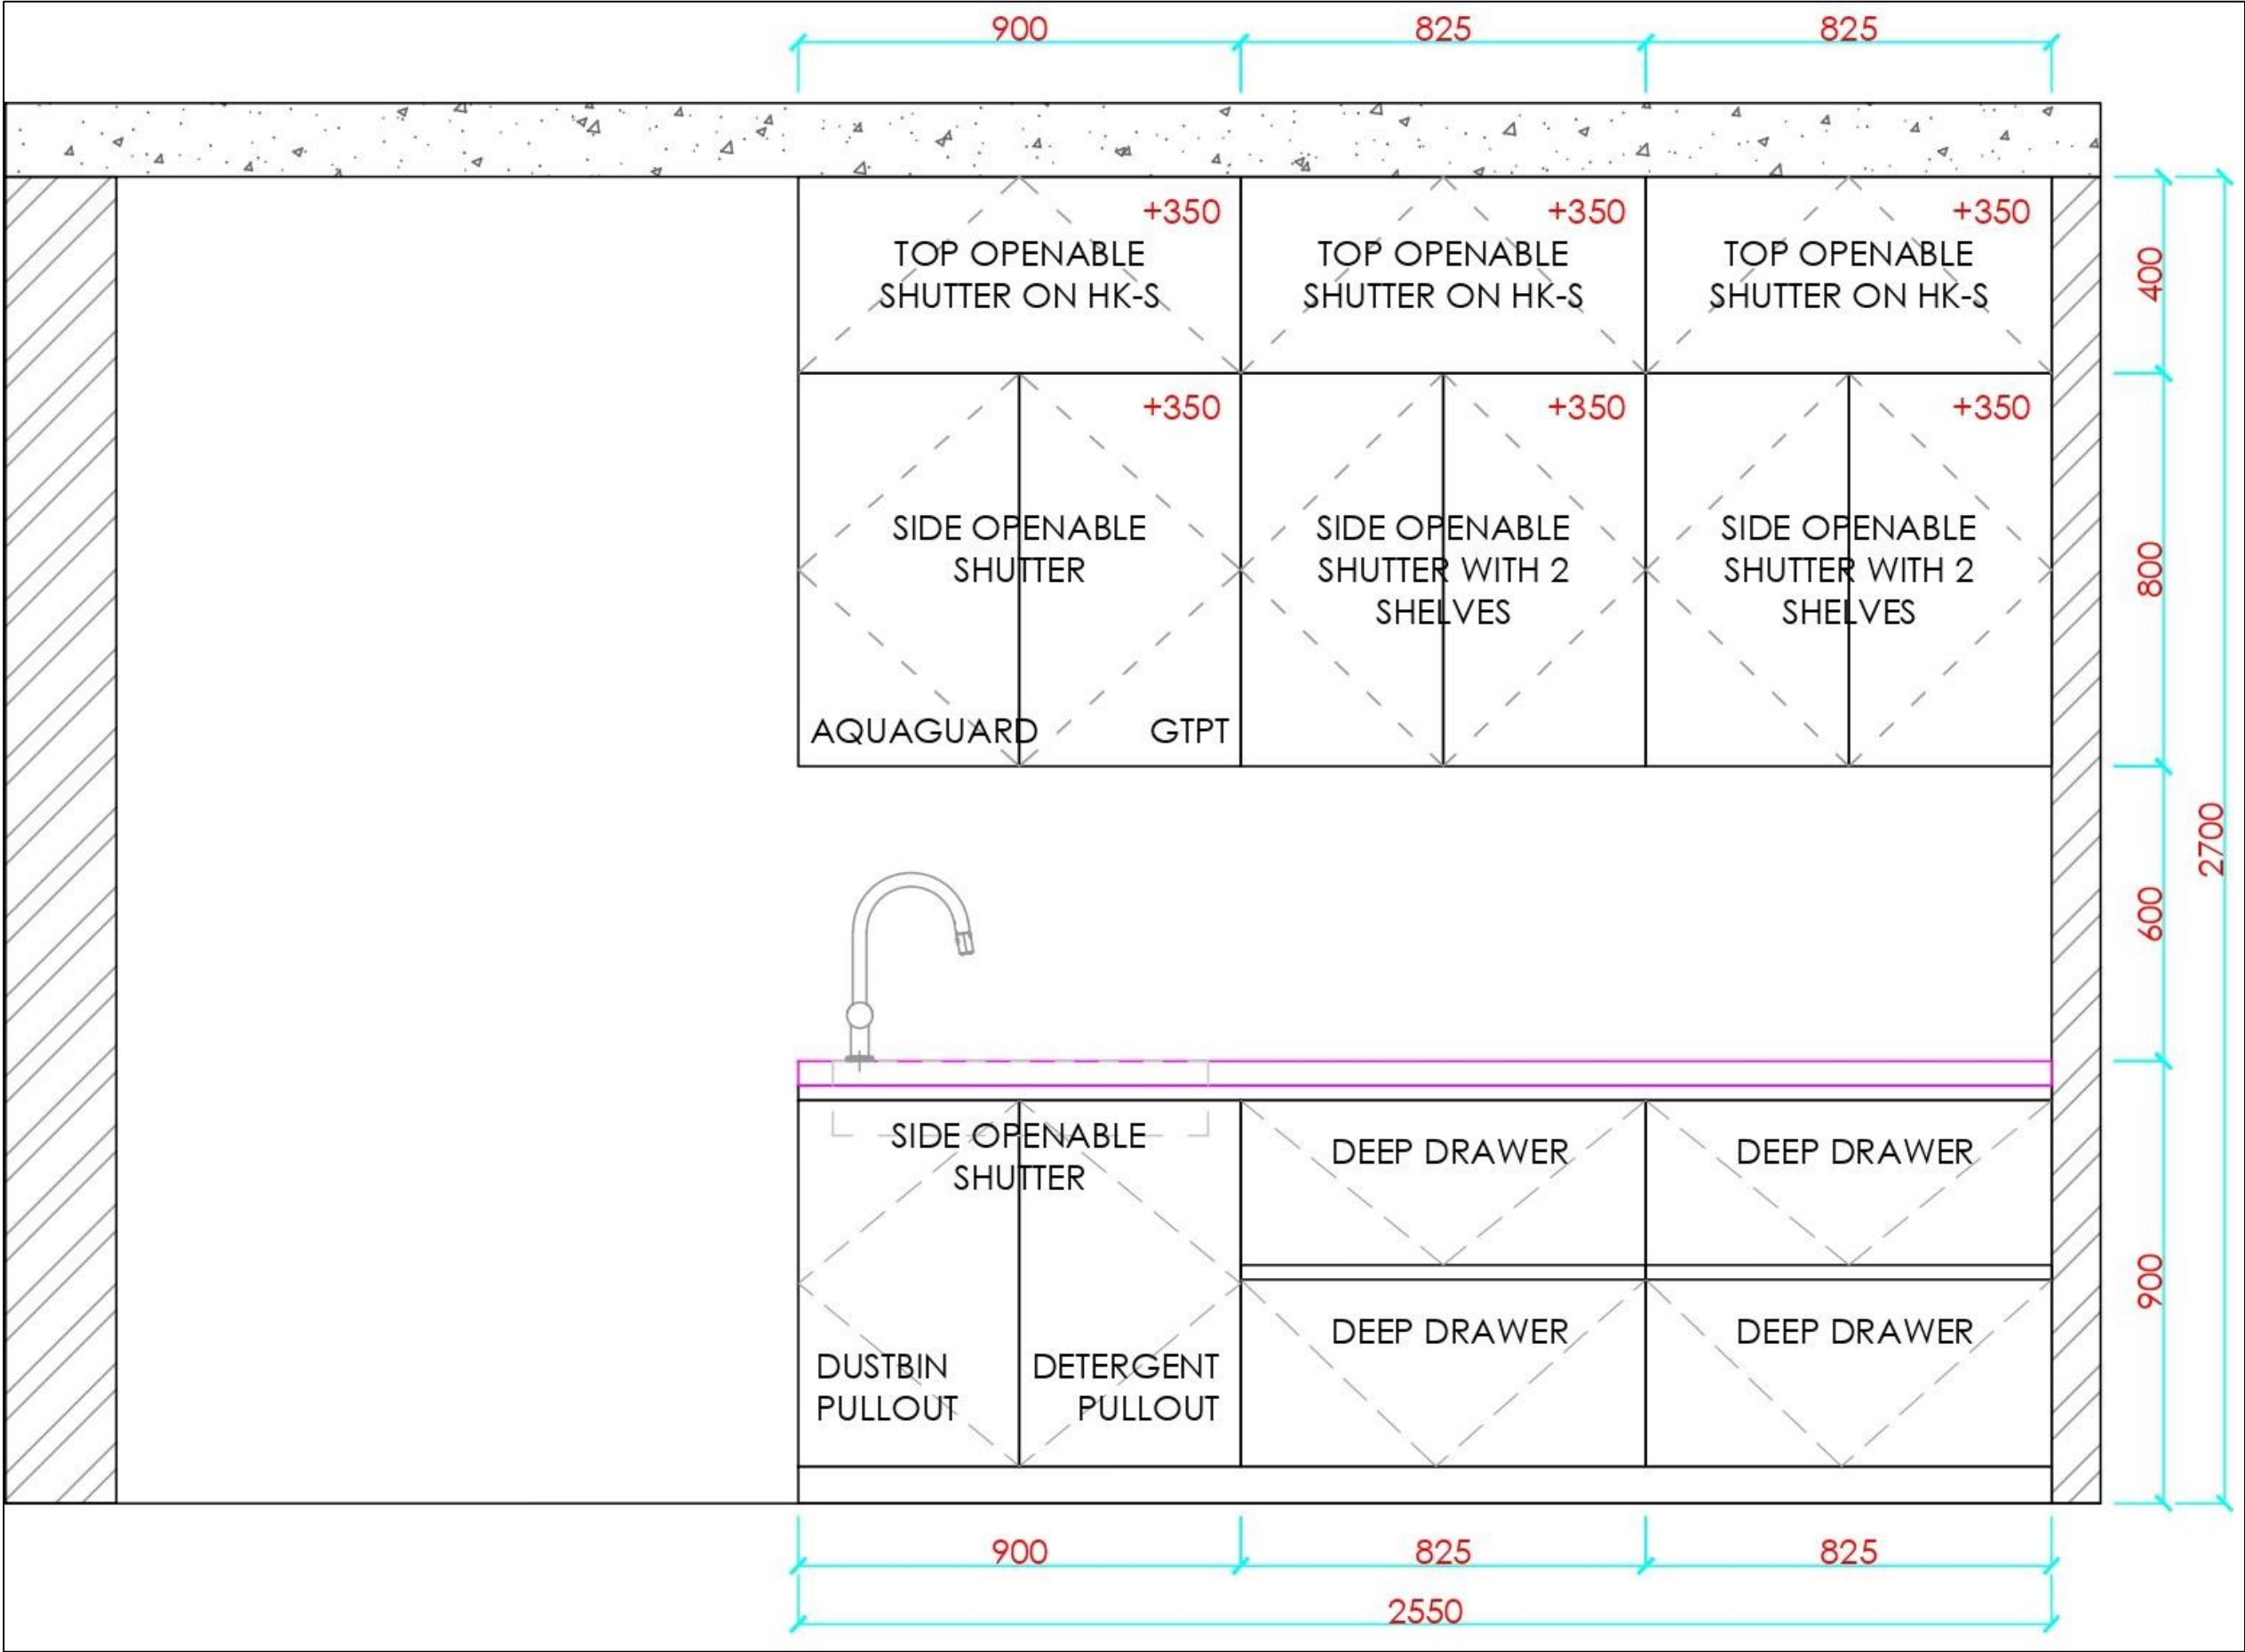 900
825
825
+350
+350
+350
TOP OPENABLE
SHUTTER ON HK-S
TOP OPENABLE
SHUTTER ON HK-S
TOP OPENABLE
SHUTTER ON HK-S
400
+350
+350
+350
SIDE OPENABLE
SHUTTER
SIDE OPENABLE
SHUTTER WITH 2
SHELVES
SIDE OPENABLE
SHUTTER WITH 2
SHELVES
800
AQUAGUARD
GTPT
2700
600
SIDE OPENABLE
SHUTTER
DEEP DRAWER
DEEP DRAWER
900
DEEP DRAWER
DEEP DRAWER
DUSTBIN
PULLOUT
DETERGENT
PULLOUT
900
825
825
2550